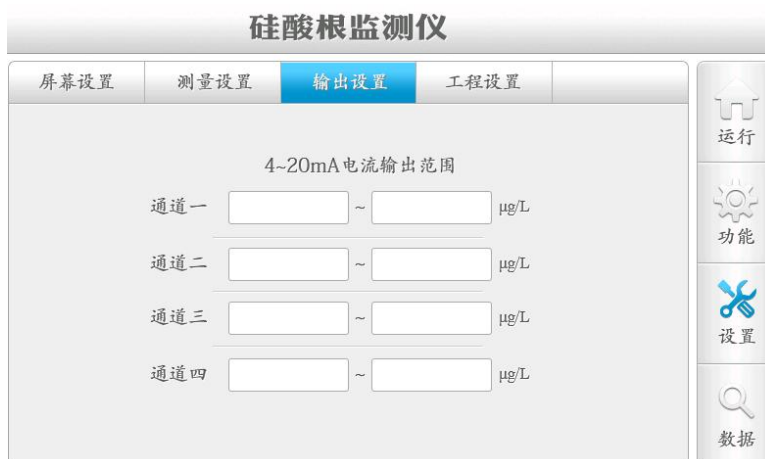 硅酸根监测仪
屏幕设置 测量设置 输出设置 工程设置
4~20mA电流输出范围
通道一 ~ μg/L
通道二 ~ μg/L
通道三 ~ μg/L
通道四 ~ μg/L
运行
功能
设置
数据